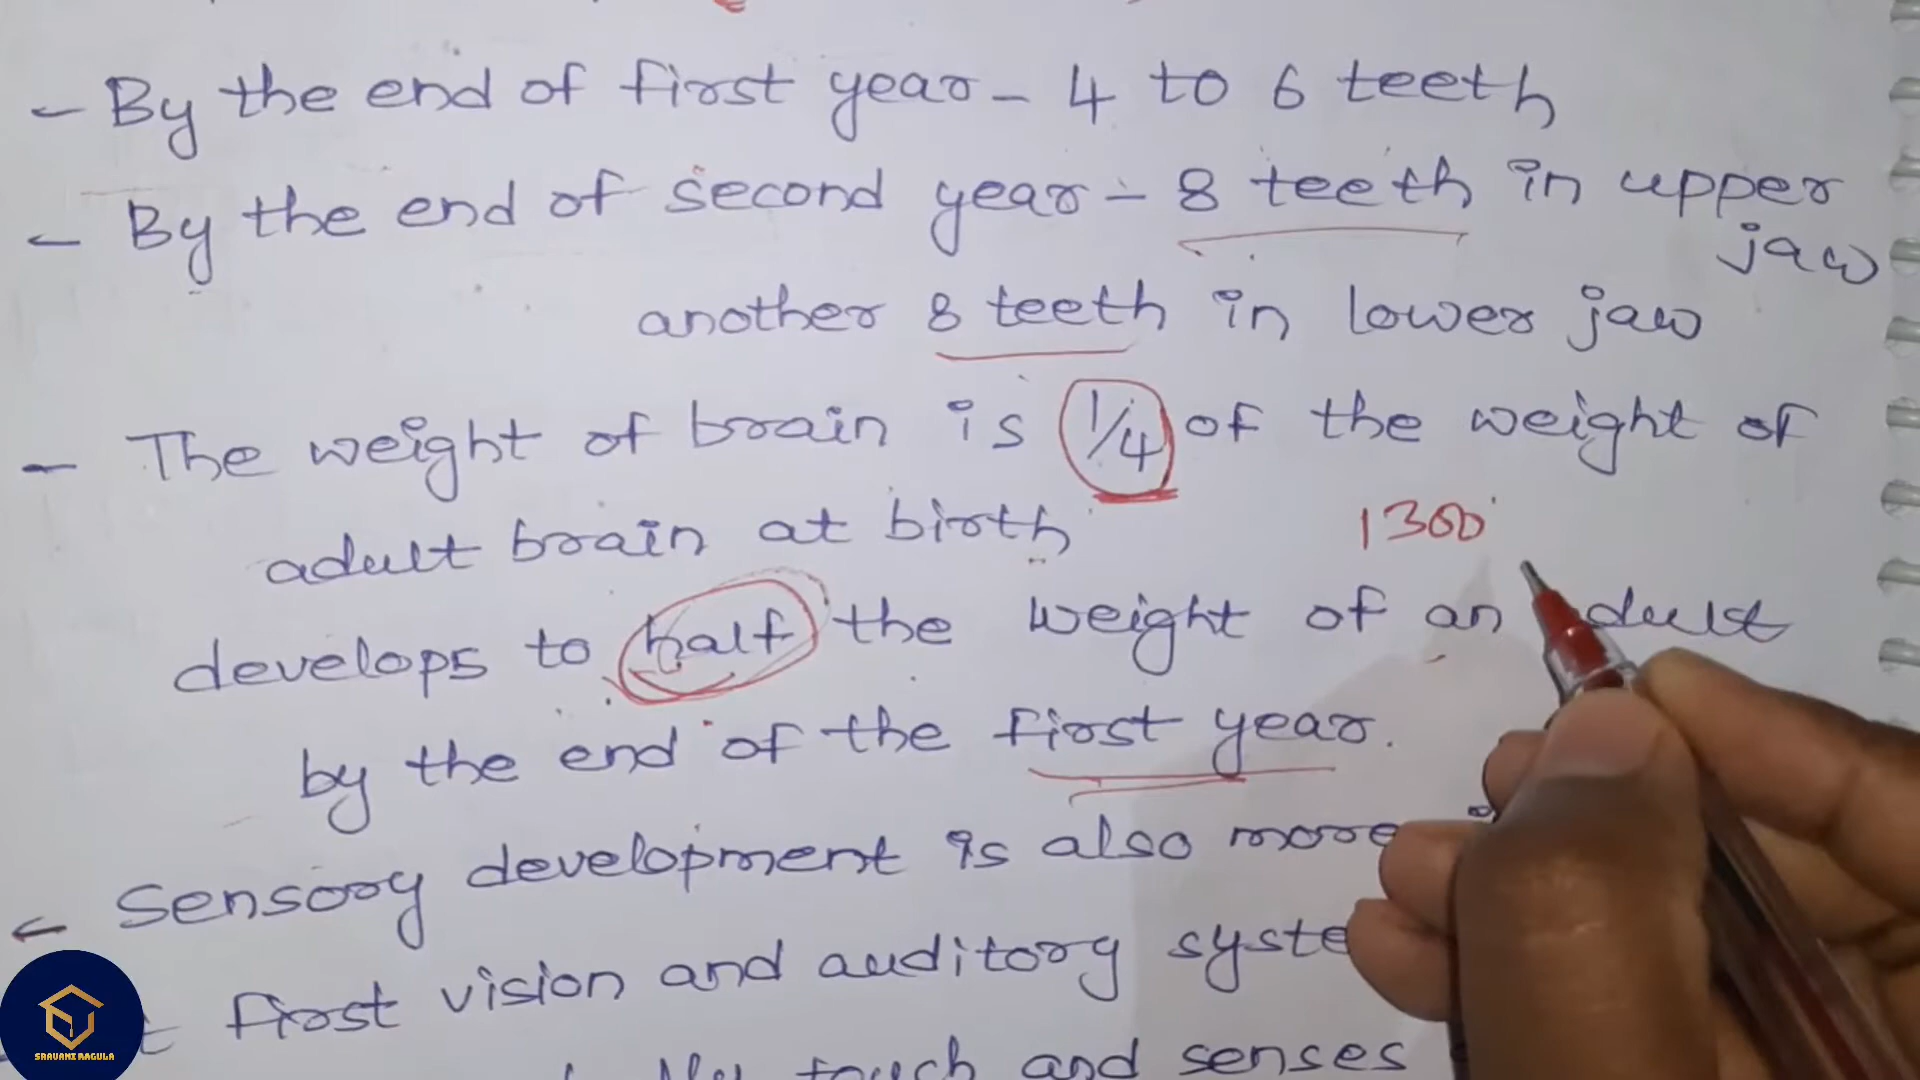 - By the end of first year - 4 to 6 teeth
- By the end of second year - 8 teeth in upper
jaw
another 8 teeth in lower jaw
- The weight of brain is 1/4 of the weight of
adult brain at birth
1300
develops to half the weight of an adult
by the end of the first year.
- Sensory development is also more
first vision and auditory syste
touch and senses
SRAVANI RAGULA